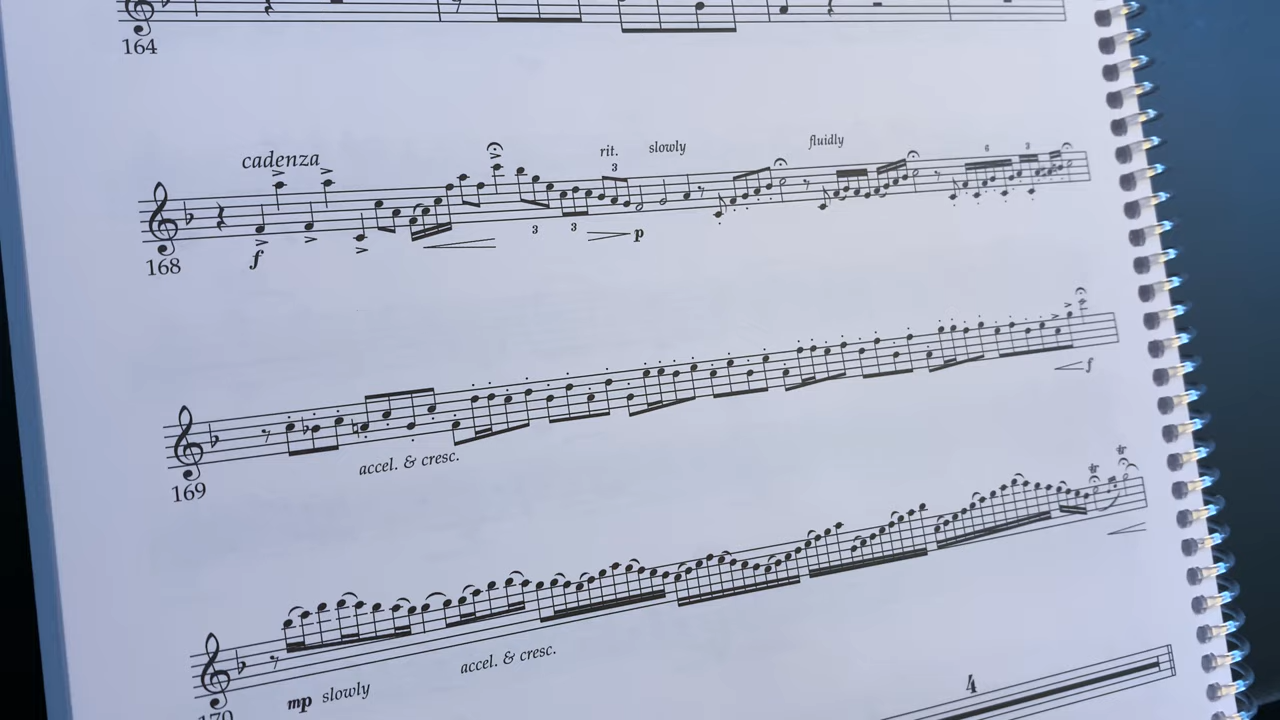 164
cadenza
rit. slowly fluidly
3 6 3
3 3
f p
168
f
accel. & cresc.
169
accel. & cresc.
mp slowly
4
170